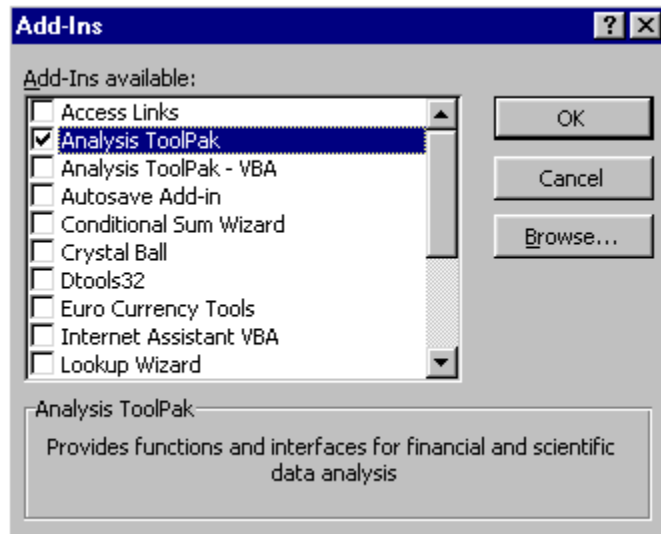 Add-Ins
Add-Ins available:
Access Links
Analysis ToolPak
Analysis ToolPak - VBA
Autosave Add-in
Conditional Sum Wizard
Crystal Ball
Dtools32
Euro Currency Tools
Internet Assistant VBA
Lookup Wizard
OK
Cancel
Browse...
Analysis ToolPak
Provides functions and interfaces for financial and scientific
data analysis